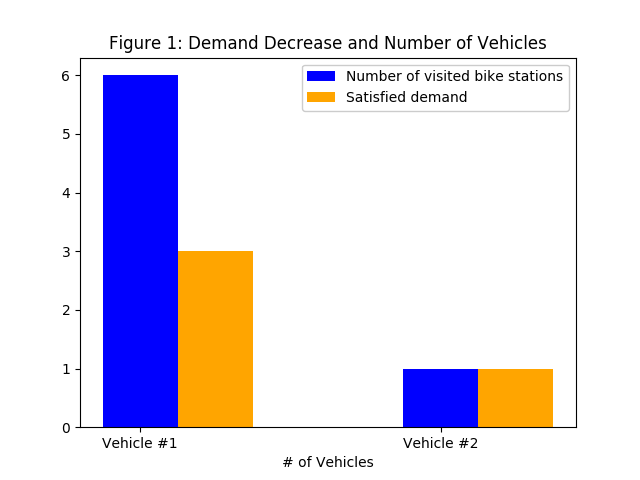 Figure 1: Demand Decrease and Number of Vehicles
Number of visited bike stations
Satisfied demand
6
5
4
3
2
1
0
Vehicle #1
Vehicle #2
# of Vehicles